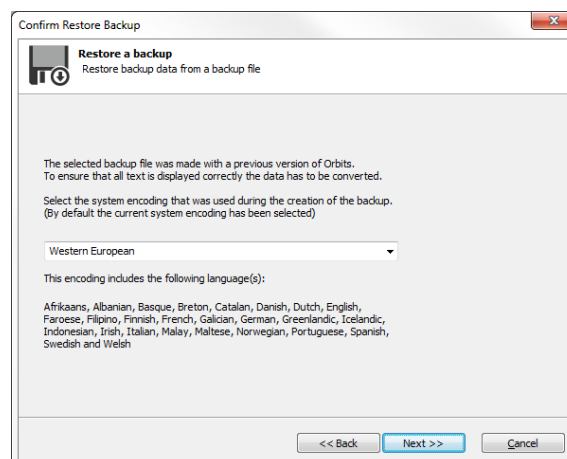 Confirm Restore Backup
Restore a backup
Restore backup data from a backup file
The selected backup file was made with a previous version of Orbits.
To ensure that all text is displayed correctly the data has to be converted.
Select the system encoding that was used during the creation of the backup.
(By default the current system encoding has been selected)
Western European
This encoding includes the following language(s):
Afrikaans, Albanian, Basque, Breton, Catalan, Danish, Dutch, English,
Faroese, Filipino, Finnish, French, Galician, German, Greenlandic, Icelandic,
Indonesian, Irish, Italian, Malay, Maltese, Norwegian, Portuguese, Spanish,
Swedish and Welsh
<< Back Next >> Cancel